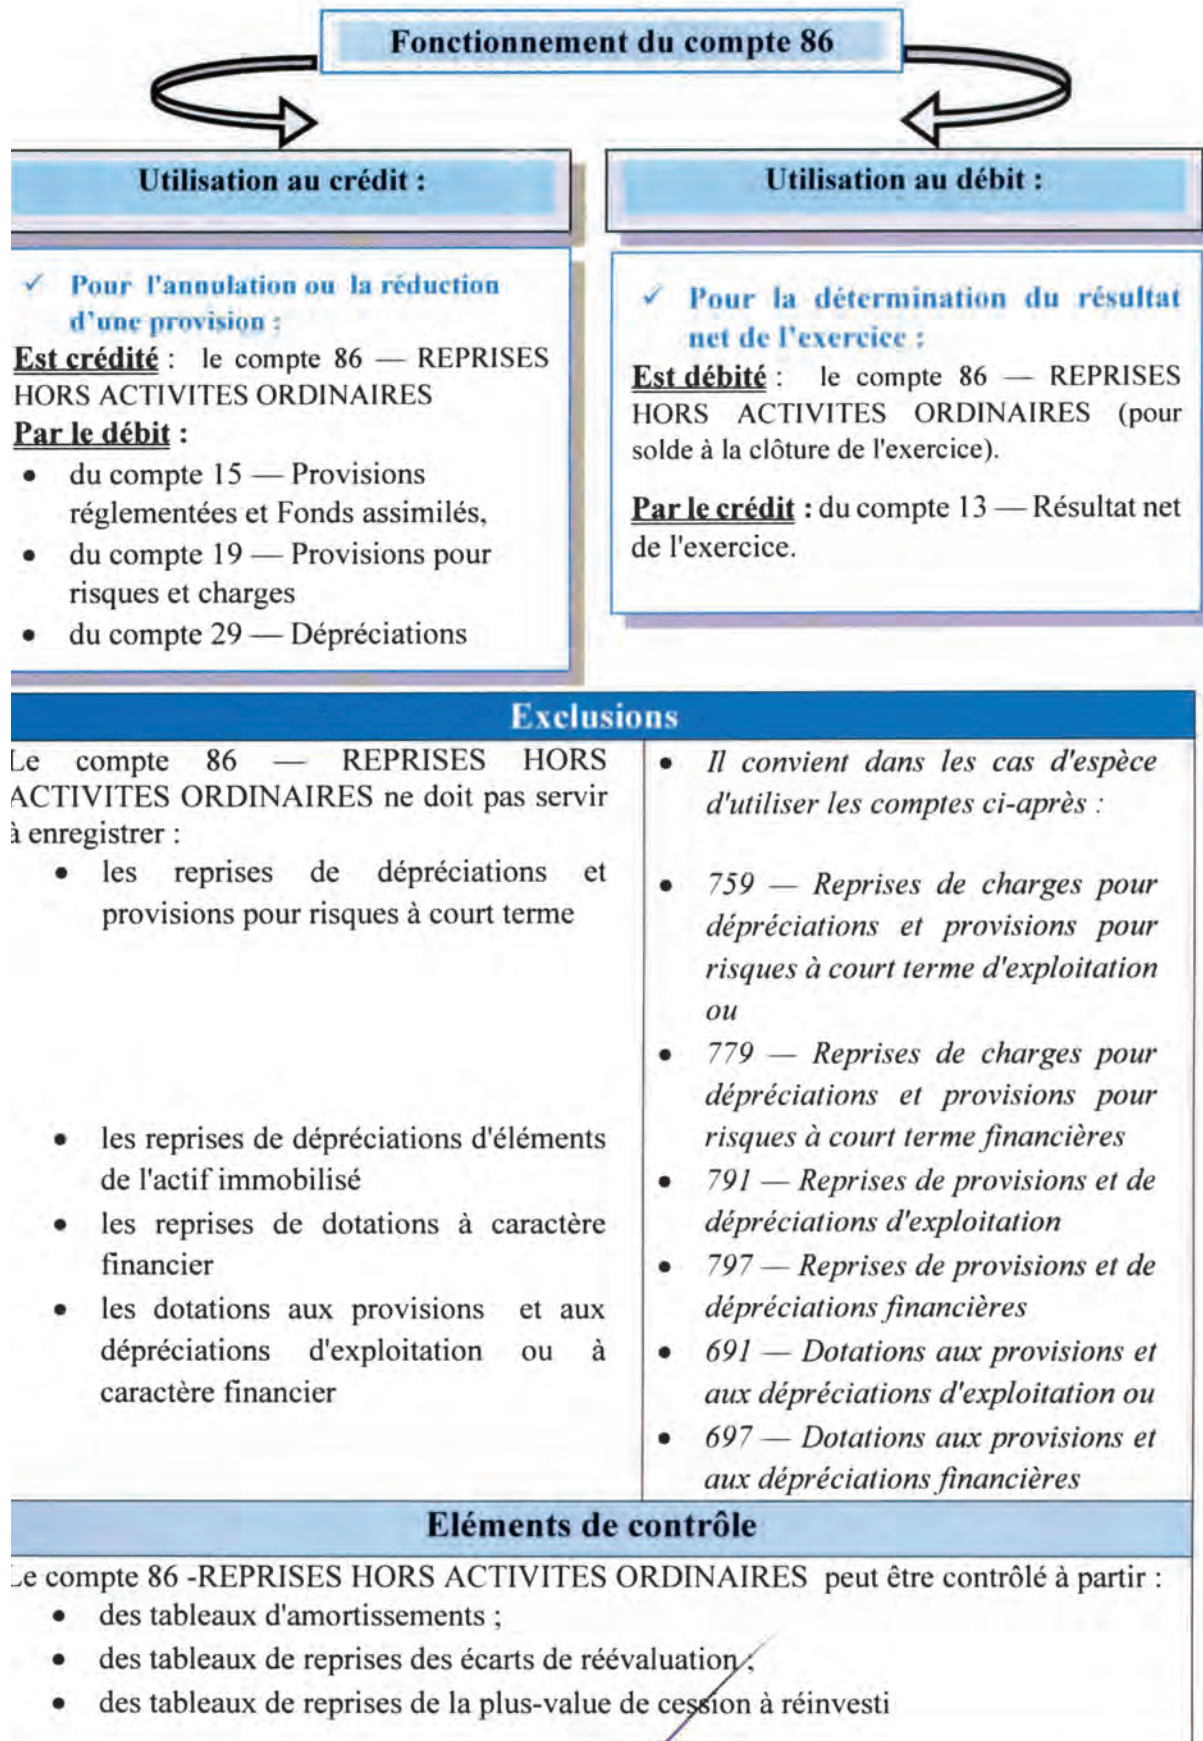 Fonctionnement du compte 86
Utilisation au crédit :
✓ Pour l'annulation ou la réduction
d'une provision :
Est crédité : le compte 86 — REPRISES
HORS ACTIVITES ORDINAIRES
Par le débit :
• du compte 15 — Provisions
réglementées et Fonds assimilés,
• du compte 19 — Provisions pour
risques et charges
• du compte 29 — Dépréciations
Utilisation au débit :
✓ Pour la détermination du résultat
net de l'exercice :
Est débité : le compte 86 — REPRISES
HORS ACTIVITES ORDINAIRES (pour
solde à la clôture de l'exercice).
Par le crédit : du compte 13 — Résultat net
de l'exercice.
Exclusions
Le compte 86 — REPRISES HORS
ACTIVITES ORDINAIRES ne doit pas servir
à enregistrer :
• les reprises de dépréciations et
provisions pour risques à court terme
• les reprises de dépréciations d'éléments
de l'actif immobilisé
• les reprises de dotations à caractère
financier
• les dotations aux provisions et aux
dépréciations d'exploitation ou à
caractère financier
• Il convient dans les cas d'espèce
d'utiliser les comptes ci-après :
• 759 — Reprises de charges pour
dépréciations et provisions pour
risques à court terme d'exploitation
ou
• 779 — Reprises de charges pour
dépréciations et provisions pour
risques à court terme financières
• 791 — Reprises de provisions et de
dépréciations d'exploitation
• 797 — Reprises de provisions et de
dépréciations financières
• 691 — Dotations aux provisions et
aux dépréciations d'exploitation ou
• 697 — Dotations aux provisions et
aux dépréciations financières
Eléments de contrôle
Le compte 86 -REPRISES HORS ACTIVITES ORDINAIRES peut être contrôlé à partir :
• des tableaux d'amortissements ;
• des tableaux de reprises des écarts de réévaluation ;
• des tableaux de reprises de la plus-value de cession à réinvesti